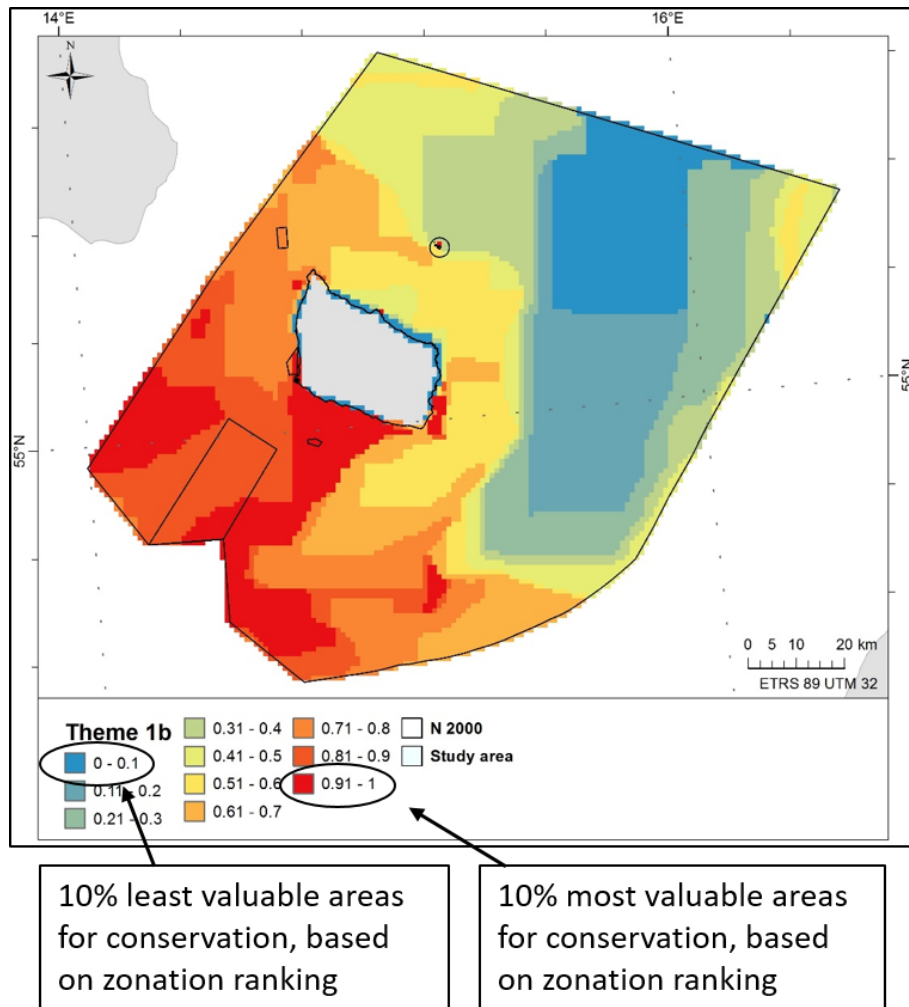 14°E
16°E
N
55°N
55°N
0 5 10 20 km
ETRS 89 UTM 32
Theme 1b
0 - 0.1
0.11 - 0.2
0.21 - 0.3
0.31 - 0.4
0.41 - 0.5
0.51 - 0.6
0.61 - 0.7
0.71 - 0.8
0.81 - 0.9
0.91 - 1
N 2000
Study area
10% least valuable areas
for conservation, based
on zonation ranking
10% most valuable areas
for conservation, based
on zonation ranking